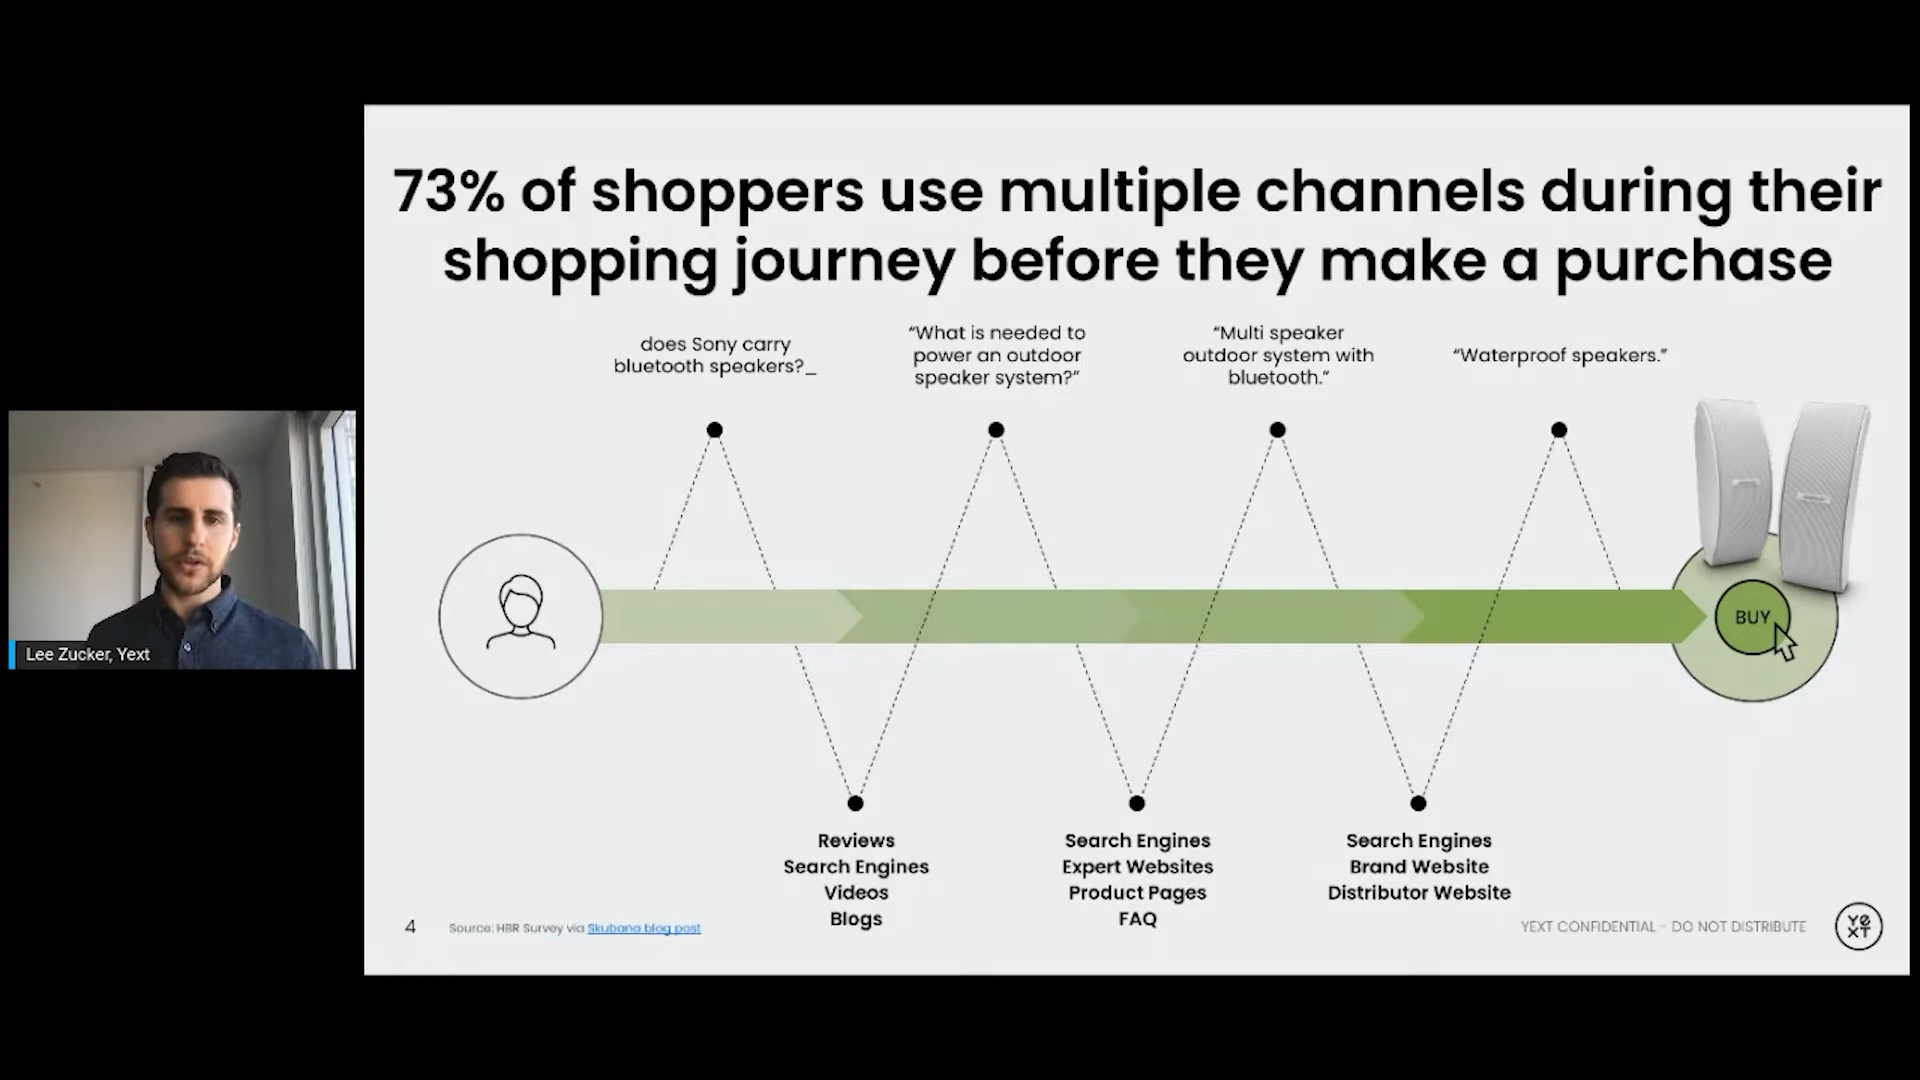 73% of shoppers use multiple channels during their
shopping journey before they make a purchase
does Sony carry
bluetooth speakers?_
“What is needed to
power an outdoor
speaker system?”
“Multi speaker
outdoor system with
bluetooth.”
“Waterproof speakers.”
BUY
Lee Zucker, Yext
Reviews
Search Engines
Videos
Blogs
Search Engines
Expert Websites
Product Pages
FAQ
Search Engines
Brand Website
Distributor Website
4
Source: HBR Survey via Skubana blog post
YEXT CONFIDENTIAL - DO NOT DISTRIBUTE
YEXT